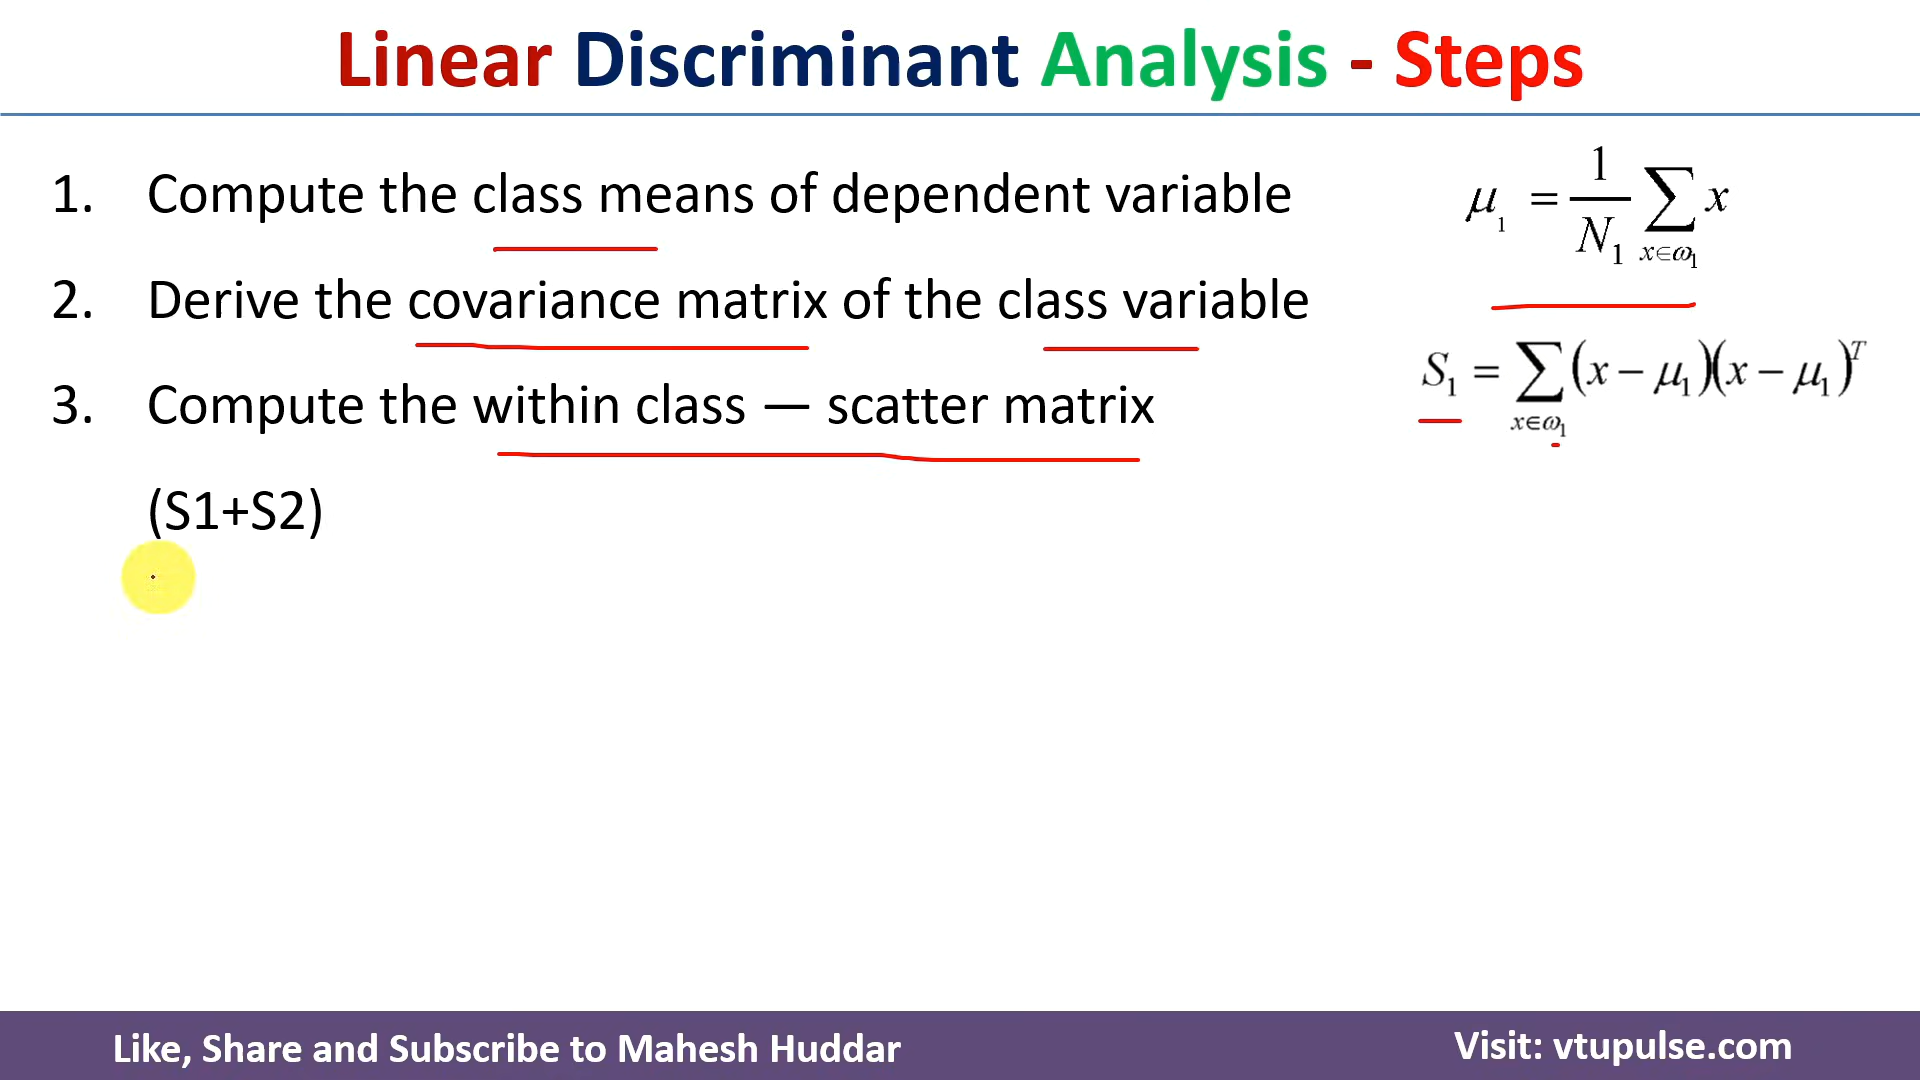 Linear Discriminant Analysis - Steps
1. Compute the class means of dependent variable
μ₁ = 1/N₁ ∑ x∈ω₁ x
2. Derive the covariance matrix of the class variable
S₁ = ∑ x∈ω₁ (x − μ₁)(x − μ₁)ᵀ
3. Compute the within class — scatter matrix
(S1+S2)
Like, Share and Subscribe to Mahesh Huddar
Visit: vtupulse.com